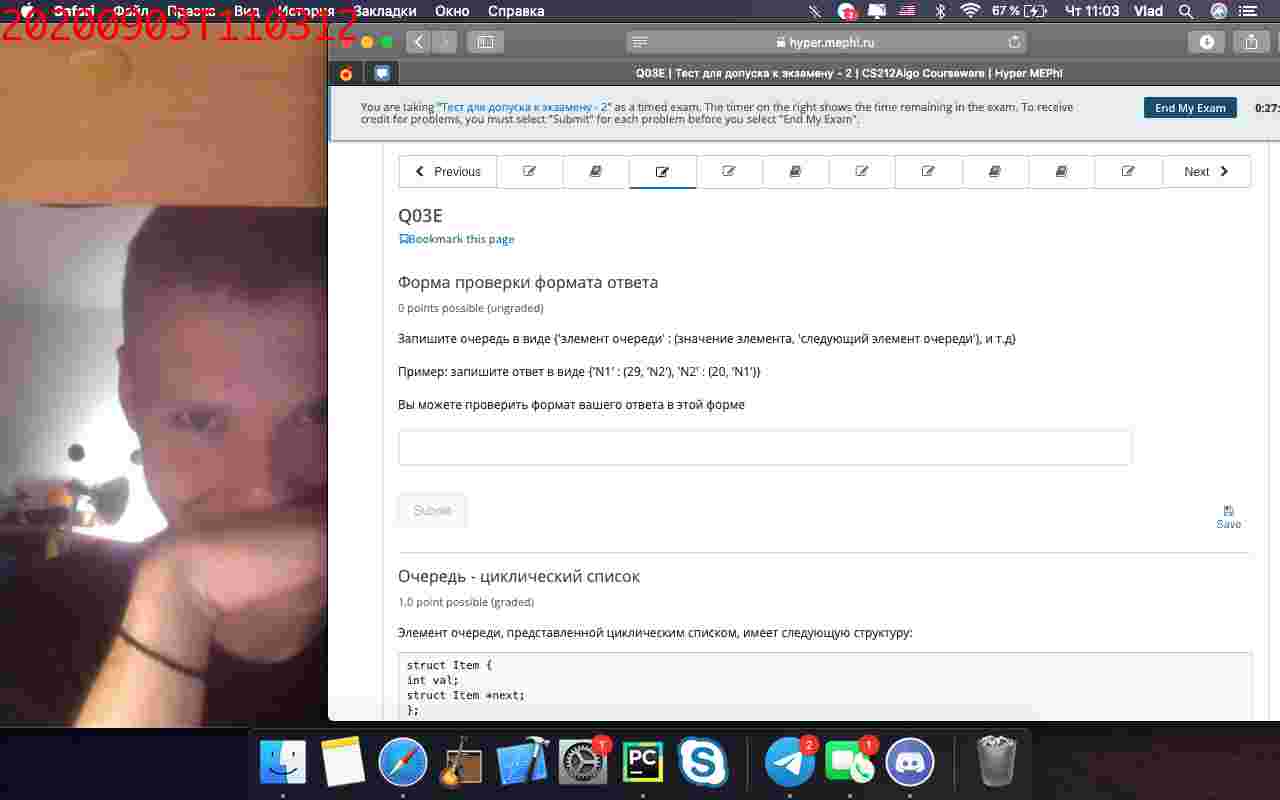 Safari Файл Правка Вид История Закладки Окно Справка 2 67 % Чт 11:03 Vlad
20200903T110312
hyper.mephi.ru
Q03E | Тест для допуска к экзамену - 2 | CS212Algo Courseware | Hyper MEPhI
You are taking "Тест для допуска к экзамену - 2" as a timed exam. The timer on the right shows the time remaining in the exam. To receive
credit for problems, you must select "Submit" for each problem before you select "End My Exam".
End My Exam
0:27:
Previous
Next
Q03E
Bookmark this page
Форма проверки формата ответа
0 points possible (ungraded)
Запишите очередь в виде {'элемент очереди' : (значение элемента, 'следующий элемент очереди'), и т.д}
Пример: запишите ответ в виде {'N1' : (29, 'N2'), 'N2' : (20, 'N1')}
Вы можете проверить формат вашего ответа в этой форме
Submit
Save
Очередь - циклический список
1.0 point possible (graded)
Элемент очереди, представленной циклическим списком, имеет следующую структуру:
struct Item {
int val;
struct Item *next;
};
1
PC
2
1